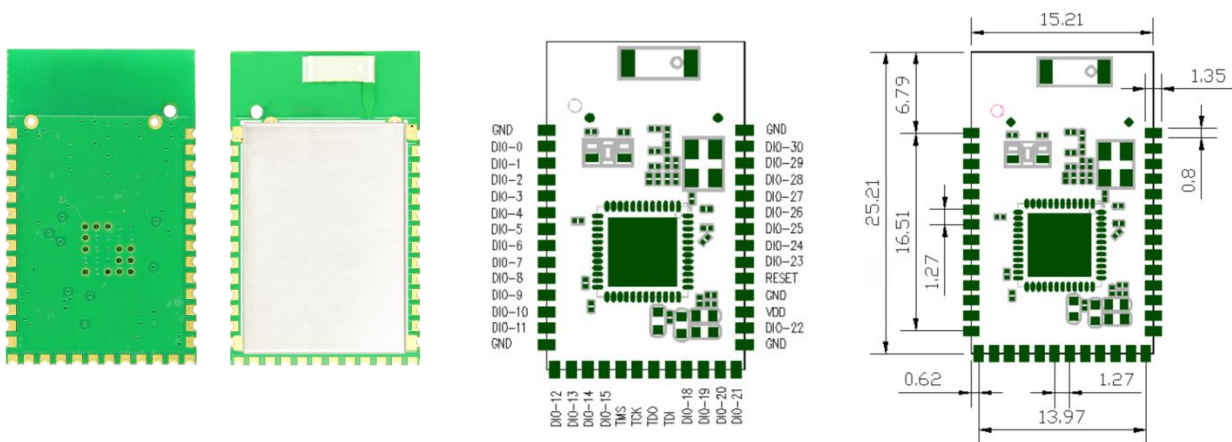 GND
DIO-0
DIO-1
DIO-2
DIO-3
DIO-4
DIO-5
DIO-6
DIO-7
DIO-8
DIO-9
DIO-10
DIO-11
GND
GND
DIO-30
DIO-29
DIO-28
DIO-27
DIO-26
DIO-25
DIO-24
DIO-23
RESET
GND
VDD
DIO-22
GND
DIO-12
DIO-13
DIO-14
DIO-15
TMS
TCK
TDO
TDI
DIO-18
DIO-19
DIO-20
DIO-21
15.21
6.79
1.35
0.8
25.21
16.51
1.27
0.62
1.27
13.97